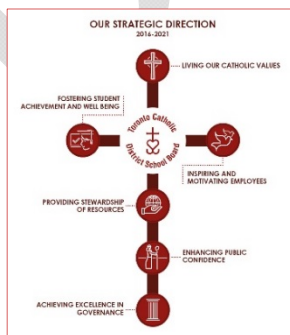 OUR STRATEGIC DIRECTION
2016-2021
LIVING OUR CATHOLIC VALUES
FOSTERING STUDENT
ACHIEVEMENT AND WELL BEING
Toronto Catholic
District School Board
INSPIRING AND
MOTIVATING EMPLOYEES
PROVIDING STEWARDSHIP
OF RESOURCES
ENHANCING PUBLIC
CONFIDENCE
ACHIEVING EXCELLENCE IN
GOVERNANCE